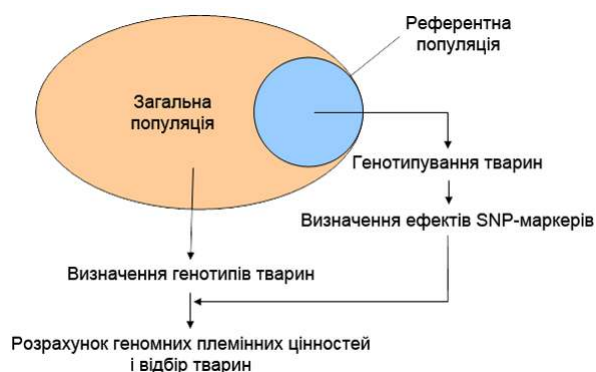 Референтна
популяція
Загальна
популяція
Генотипування тварин
Визначення ефектів SNP-маркерів
Визначення генотипів тварин
Розрахунок геномних племінних цінностей
і відбір тварин